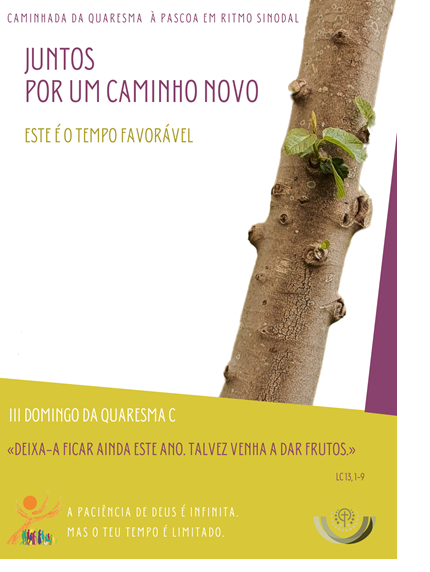 CAMINHADA DA QUARESMA À PASCOA EM RITMO SINODAL
JUNTOS
POR UM CAMINHO NOVO
ESTE É O TEMPO FAVORÁVEL
III DOMINGO DA QUARESMA C
«DEIXA-A FICAR AINDA ESTE ANO. TALVEZ VENHA A DAR FRUTOS.»
LC 13, 1-9
A PACIÊNCIA DE DEUS É INFINITA.
MAS O TEU TEMPO É LIMITADO.